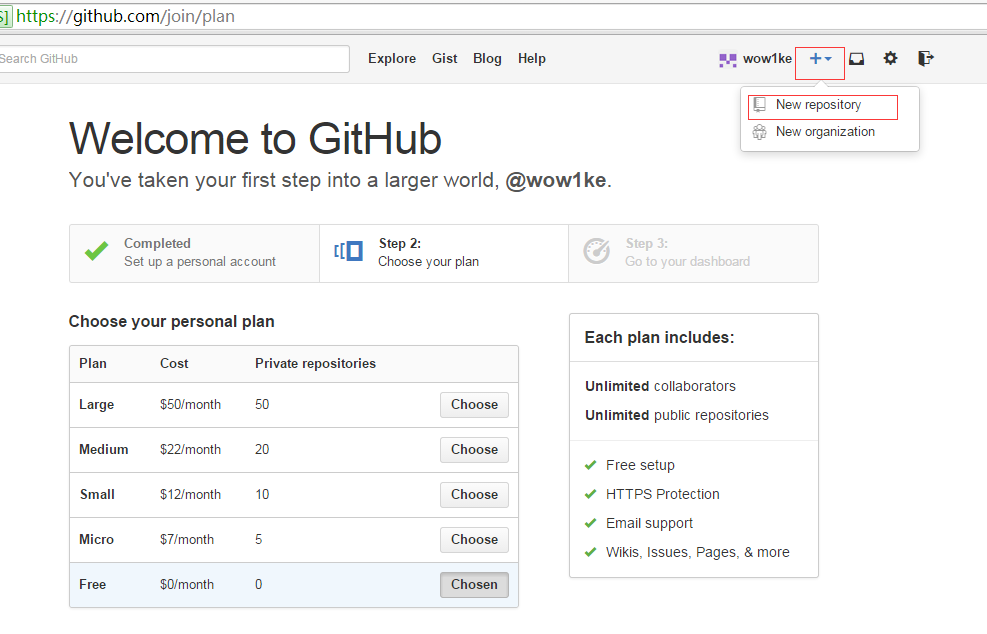 https://github.com/join/plan
Search GitHub Explore Gist Blog Help wow1ke
New repository
New organization
Welcome to GitHub
You've taken your first step into a larger world, @wow1ke.
Completed
Set up a personal account
Step 2:
Choose your plan
Step 3:
Go to your dashboard
Choose your personal plan
Plan Cost Private repositories
Large $50/month 50 Choose
Medium $22/month 20 Choose
Small $12/month 10 Choose
Micro $7/month 5 Choose
Free $0/month 0 Chosen
Each plan includes:
Unlimited collaborators
Unlimited public repositories
Free setup
HTTPS Protection
Email support
Wikis, Issues, Pages, & more